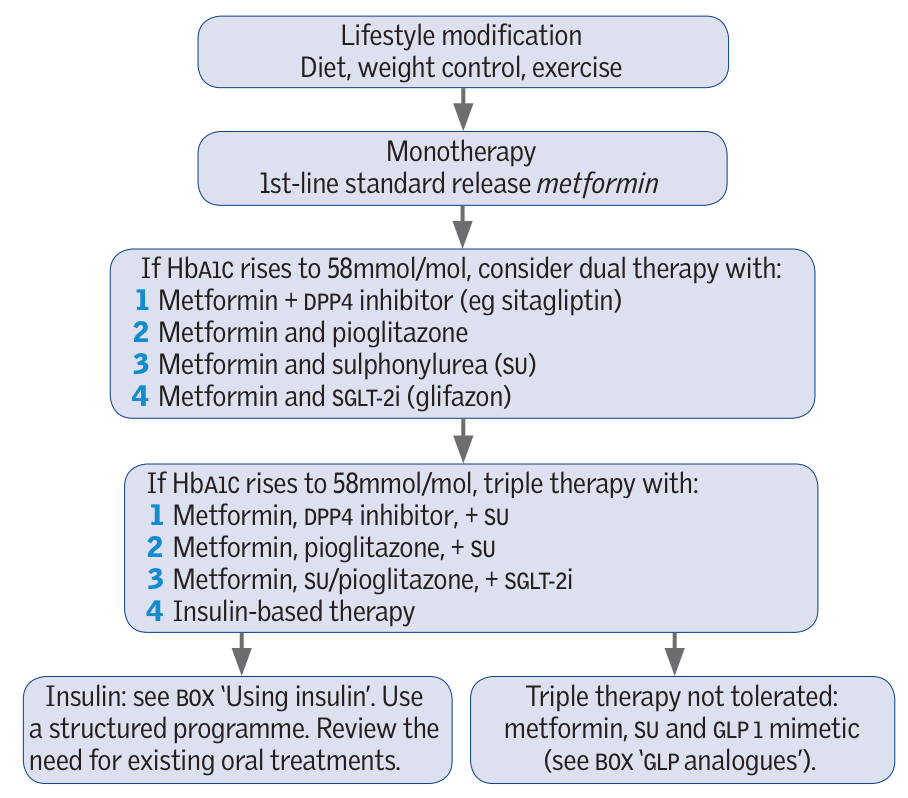 Lifestyle modification
Diet, weight control, exercise
Monotherapy
1st-line standard release metformin
If HbA1C rises to 58mmol/mol, consider dual therapy with:
1 Metformin + DPP4 inhibitor (eg sitagliptin)
2 Metformin and pioglitazone
3 Metformin and sulphonylurea (SU)
4 Metformin and SGLT-2i (glifazon)
If HbA1C rises to 58mmol/mol, triple therapy with:
1 Metformin, DPP4 inhibitor, + SU
2 Metformin, pioglitazone, + SU
3 Metformin, SU/pioglitazone, + SGLT-2i
4 Insulin-based therapy
Insulin: see BOX ‘Using insulin’. Use
a structured programme. Review the
need for existing oral treatments.
Triple therapy not tolerated:
metformin, SU and GLP 1 mimetic
(see BOX ‘GLP analogues’).